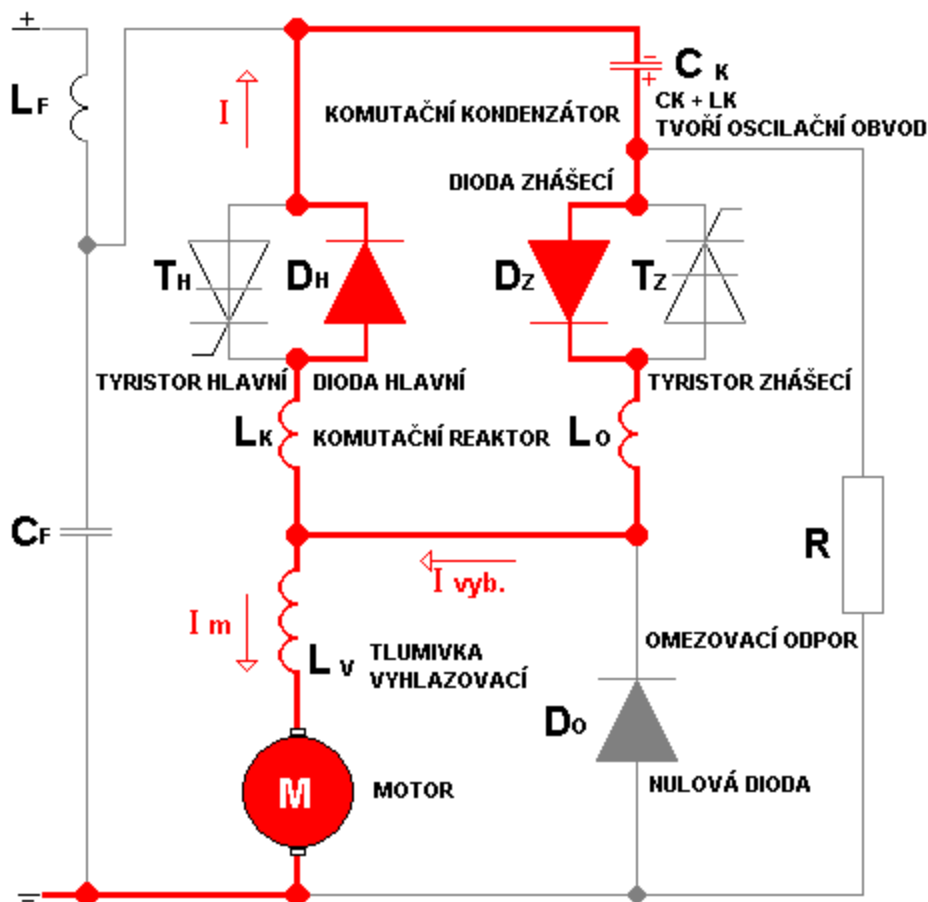 +
LF
I
KOMUTAČNÍ KONDENZÁTOR
-
+
C K
CK + LK
TVOŘÍ OSCILAČNÍ OBVOD
DIODA ZHÁŠECÍ
TH
DH
DZ
TZ
TYRISTOR HLAVNÍ
DIODA HLAVNÍ
TYRISTOR ZHÁŠECÍ
LK
KOMUTAČNÍ REAKTOR
LO
CF
R
I vyb.
I m
L V
TLUMIVKA
VYHLAZOVACÍ
OMEZOVACÍ ODPOR
DO
M
MOTOR
NULOVÁ DIODA
-